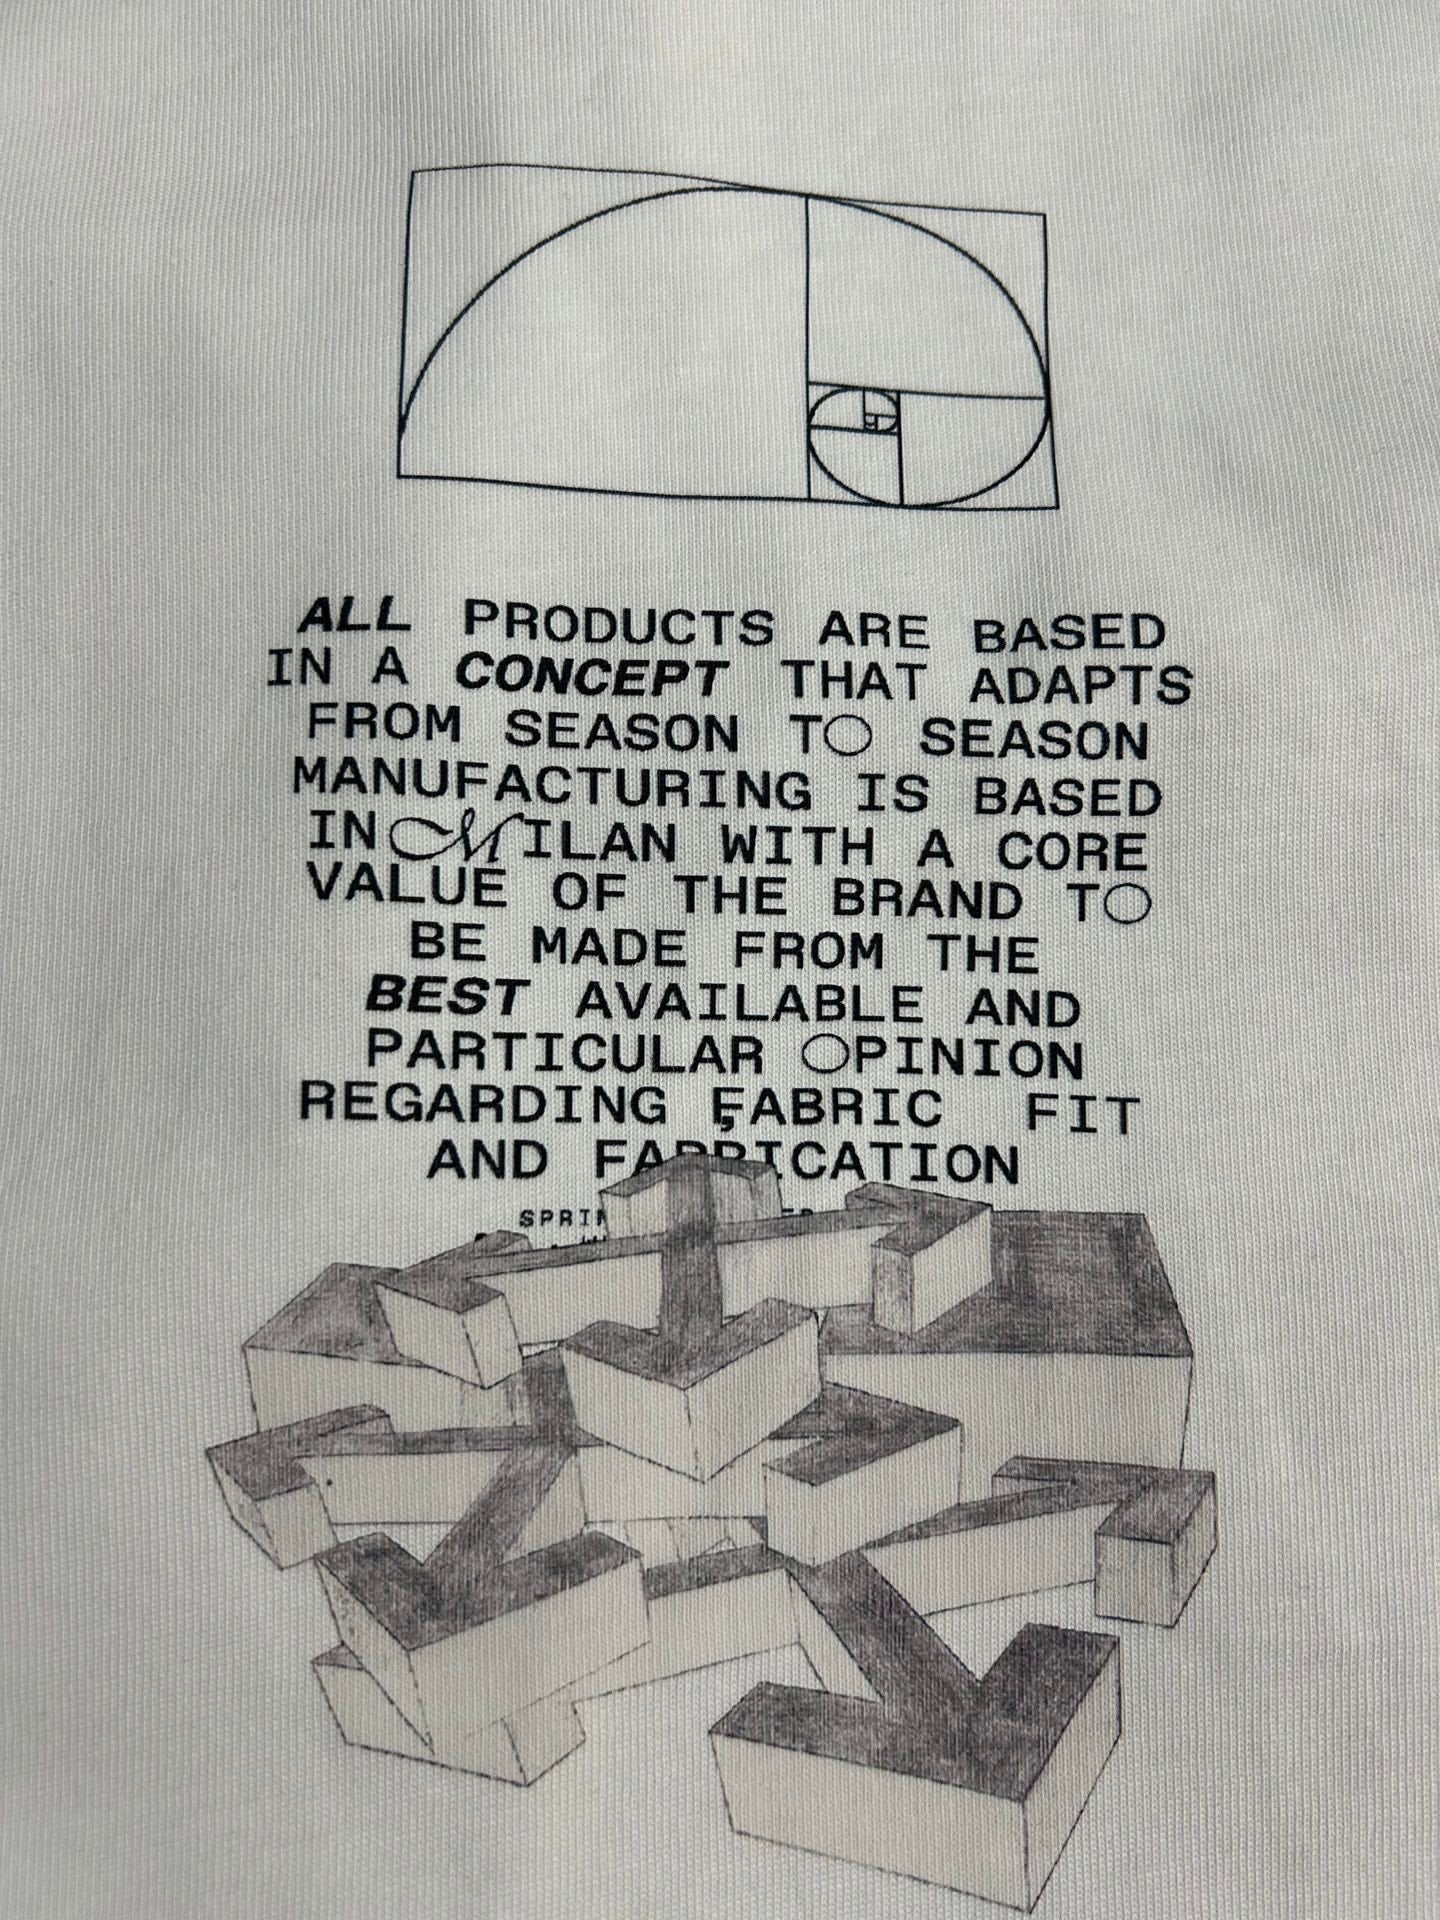 ALL PRODUCTS ARE BASED
IN A CONCEPT THAT ADAPTS
FROM SEASON TO SEASON
MANUFACTURING IS BASED
IN MILAN WITH A CORE
VALUE OF THE BRAND TO
BE MADE FROM THE
BEST AVAILABLE AND
PARTICULAR OPINION
REGARDING FABRIC FIT
AND FABRICATION